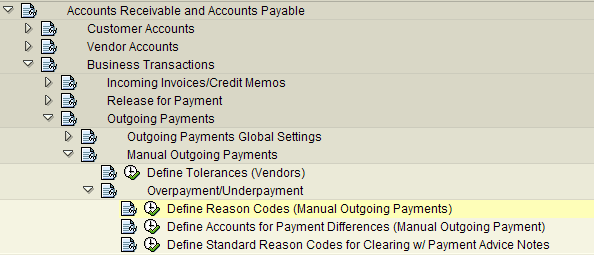 Accounts Receivable and Accounts Payable
Customer Accounts
Vendor Accounts
Business Transactions
Incoming Invoices/Credit Memos
Release for Payment
Outgoing Payments
Outgoing Payments Global Settings
Manual Outgoing Payments
Define Tolerances (Vendors)
Overpayment/Underpayment
Define Reason Codes (Manual Outgoing Payments)
Define Accounts for Payment Differences (Manual Outgoing Payment)
Define Standard Reason Codes for Clearing w/ Payment Advice Notes